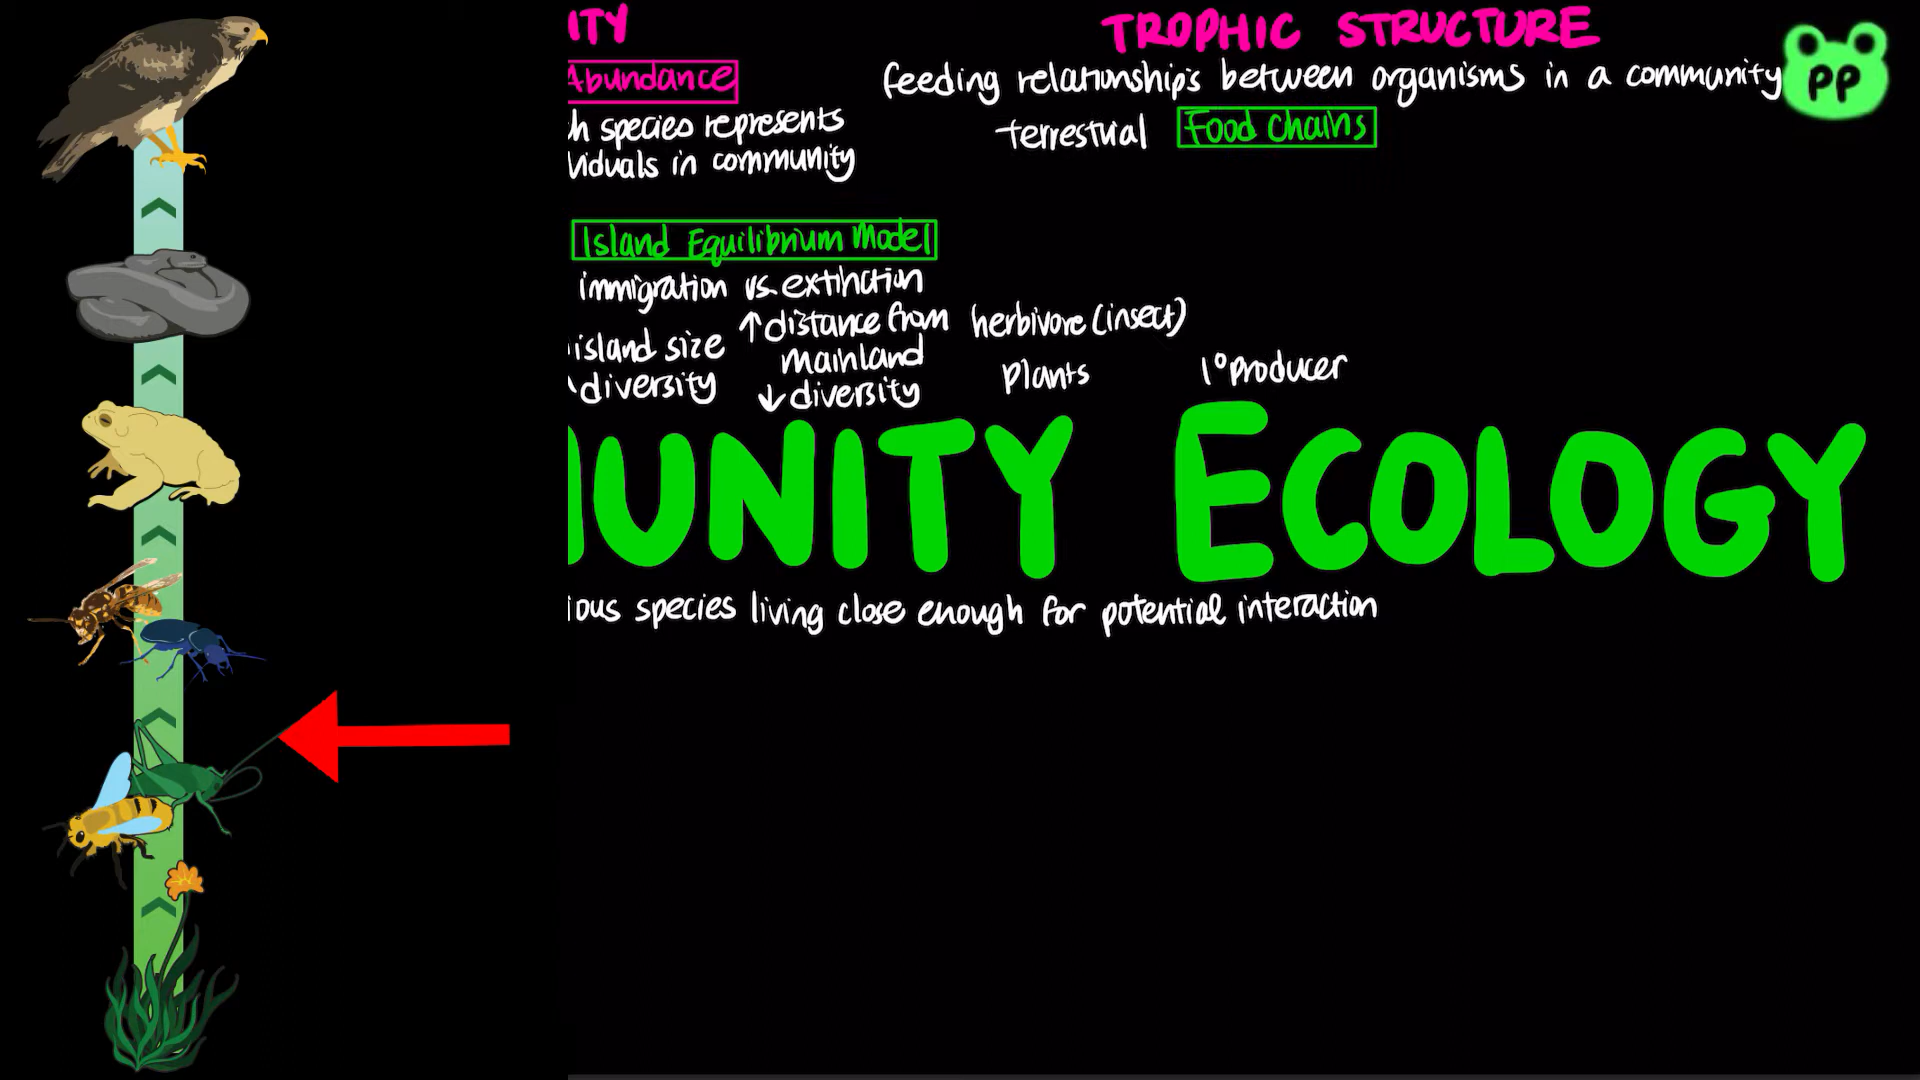 ITY
Abundance
h species represents
viduals in community
Island Equilibrium Model
immigration vs. extinction
island size
diversity
↑ distance from
mainland
↓ diversity
TROPHIC STRUCTURE
feeding relationships between organisms in a community
terrestrial Food Chains
herbivore (insect)
plants 1° producer
PP
UNITY ECOLOGY
ious species living close enough for potential interaction